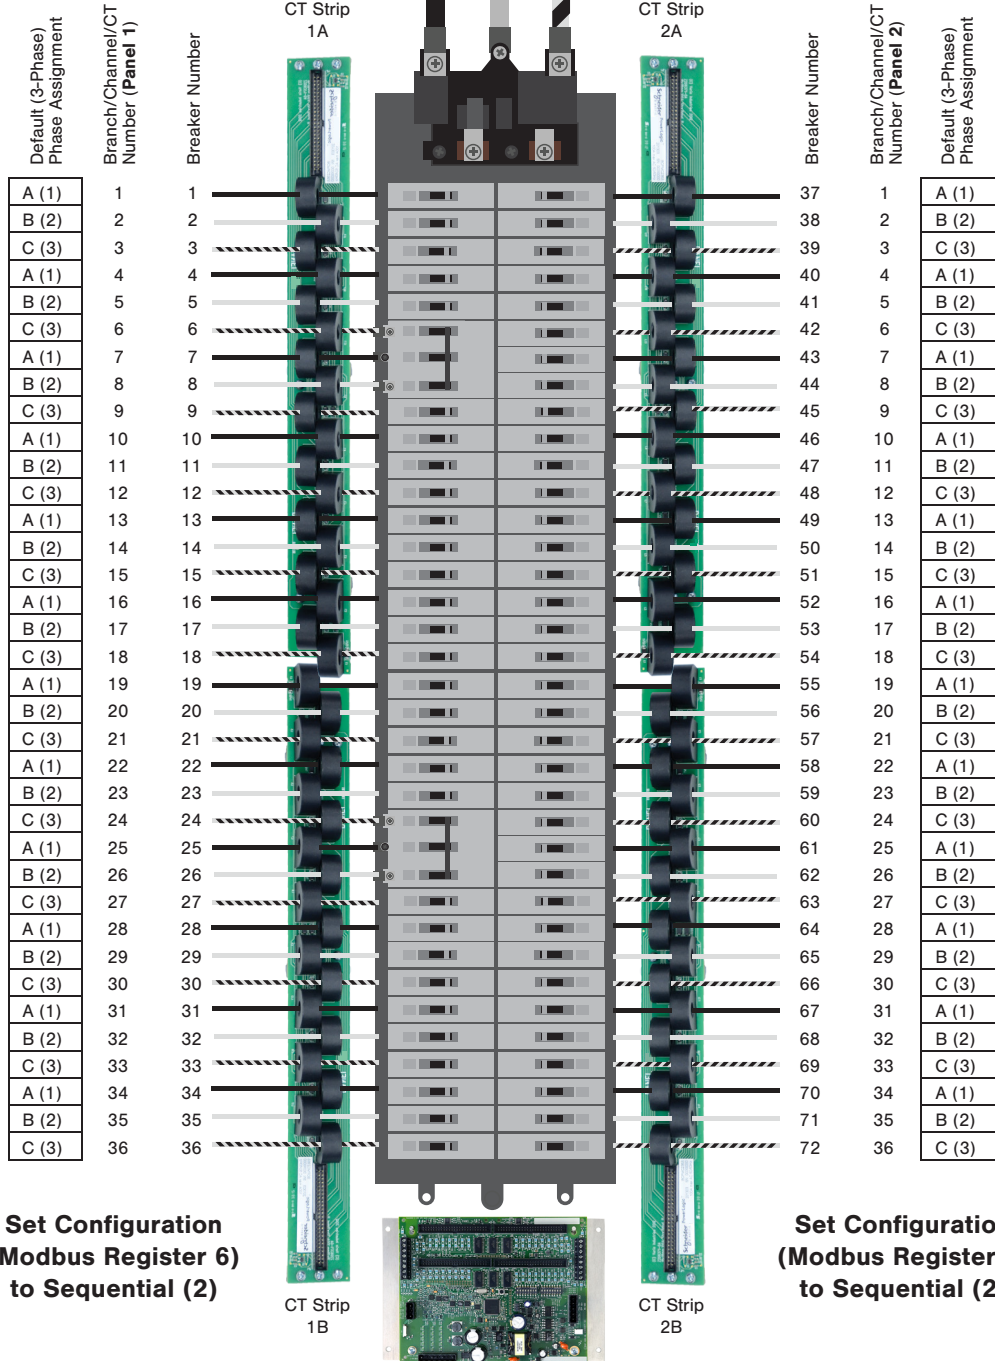 CT Strip
1A
CT Strip
2A
Default (3-Phase)
Phase Assignment
Branch/Channel/CT
Number (Panel 1)
Breaker Number
Breaker Number
Branch/Channel/CT
Number (Panel 2)
Default (3-Phase)
Phase Assignment
A (1) 1 1 37 1 A (1)
B (2) 2 2 38 2 B (2)
C (3) 3 3 39 3 C (3)
A (1) 4 4 40 4 A (1)
B (2) 5 5 41 5 B (2)
C (3) 6 6 42 6 C (3)
A (1) 7 7 43 7 A (1)
B (2) 8 8 44 8 B (2)
C (3) 9 9 45 9 C (3)
A (1) 10 10 46 10 A (1)
B (2) 11 11 47 11 B (2)
C (3) 12 12 48 12 C (3)
A (1) 13 13 49 13 A (1)
B (2) 14 14 50 14 B (2)
C (3) 15 15 51 15 C (3)
A (1) 16 16 52 16 A (1)
B (2) 17 17 53 17 B (2)
C (3) 18 18 54 18 C (3)
A (1) 19 19 55 19 A (1)
B (2) 20 20 56 20 B (2)
C (3) 21 21 57 21 C (3)
A (1) 22 22 58 22 A (1)
B (2) 23 23 59 23 B (2)
C (3) 24 24 60 24 C (3)
A (1) 25 25 61 25 A (1)
B (2) 26 26 62 26 B (2)
C (3) 27 27 63 27 C (3)
A (1) 28 28 64 28 A (1)
B (2) 29 29 65 29 B (2)
C (3) 30 30 66 30 C (3)
A (1) 31 31 67 31 A (1)
B (2) 32 32 68 32 B (2)
C (3) 33 33 69 33 C (3)
A (1) 34 34 70 34 A (1)
B (2) 35 35 71 35 B (2)
C (3) 36 36 72 36 C (3)
Set Configuration
Modbus Register 6)
to Sequential (2)
Set Configuratio
(Modbus Register
to Sequential (2
CT Strip
1B
CT Strip
2B